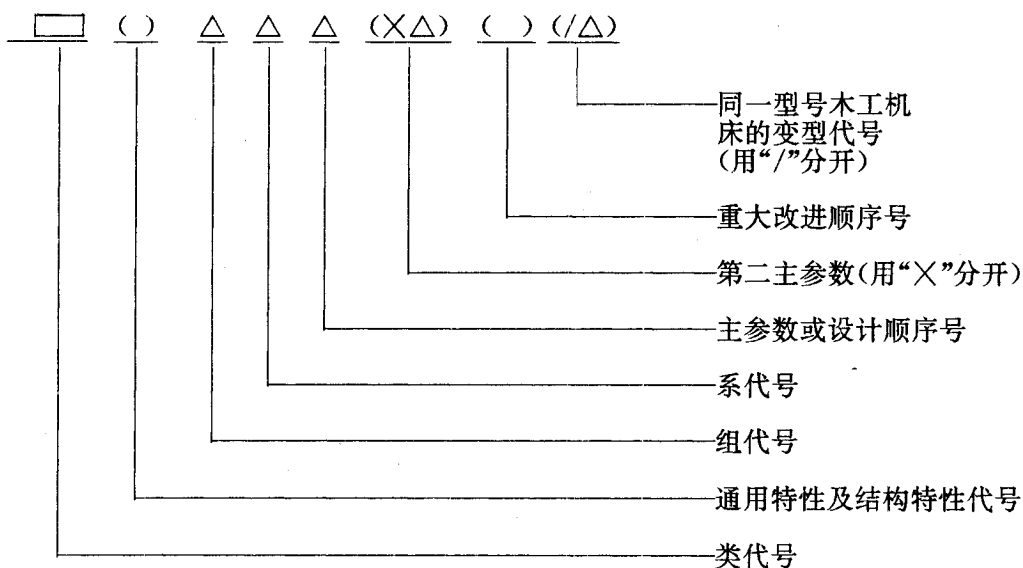 ▭ ( ) △ △ △ (×△) ( ) (/△)
同一型号木工机
床的变型代号
(用“/”分开)
重大改进顺序号
第二主参数(用“×”分开)
主参数或设计顺序号
系代号
组代号
通用特性及结构特性代号
类代号